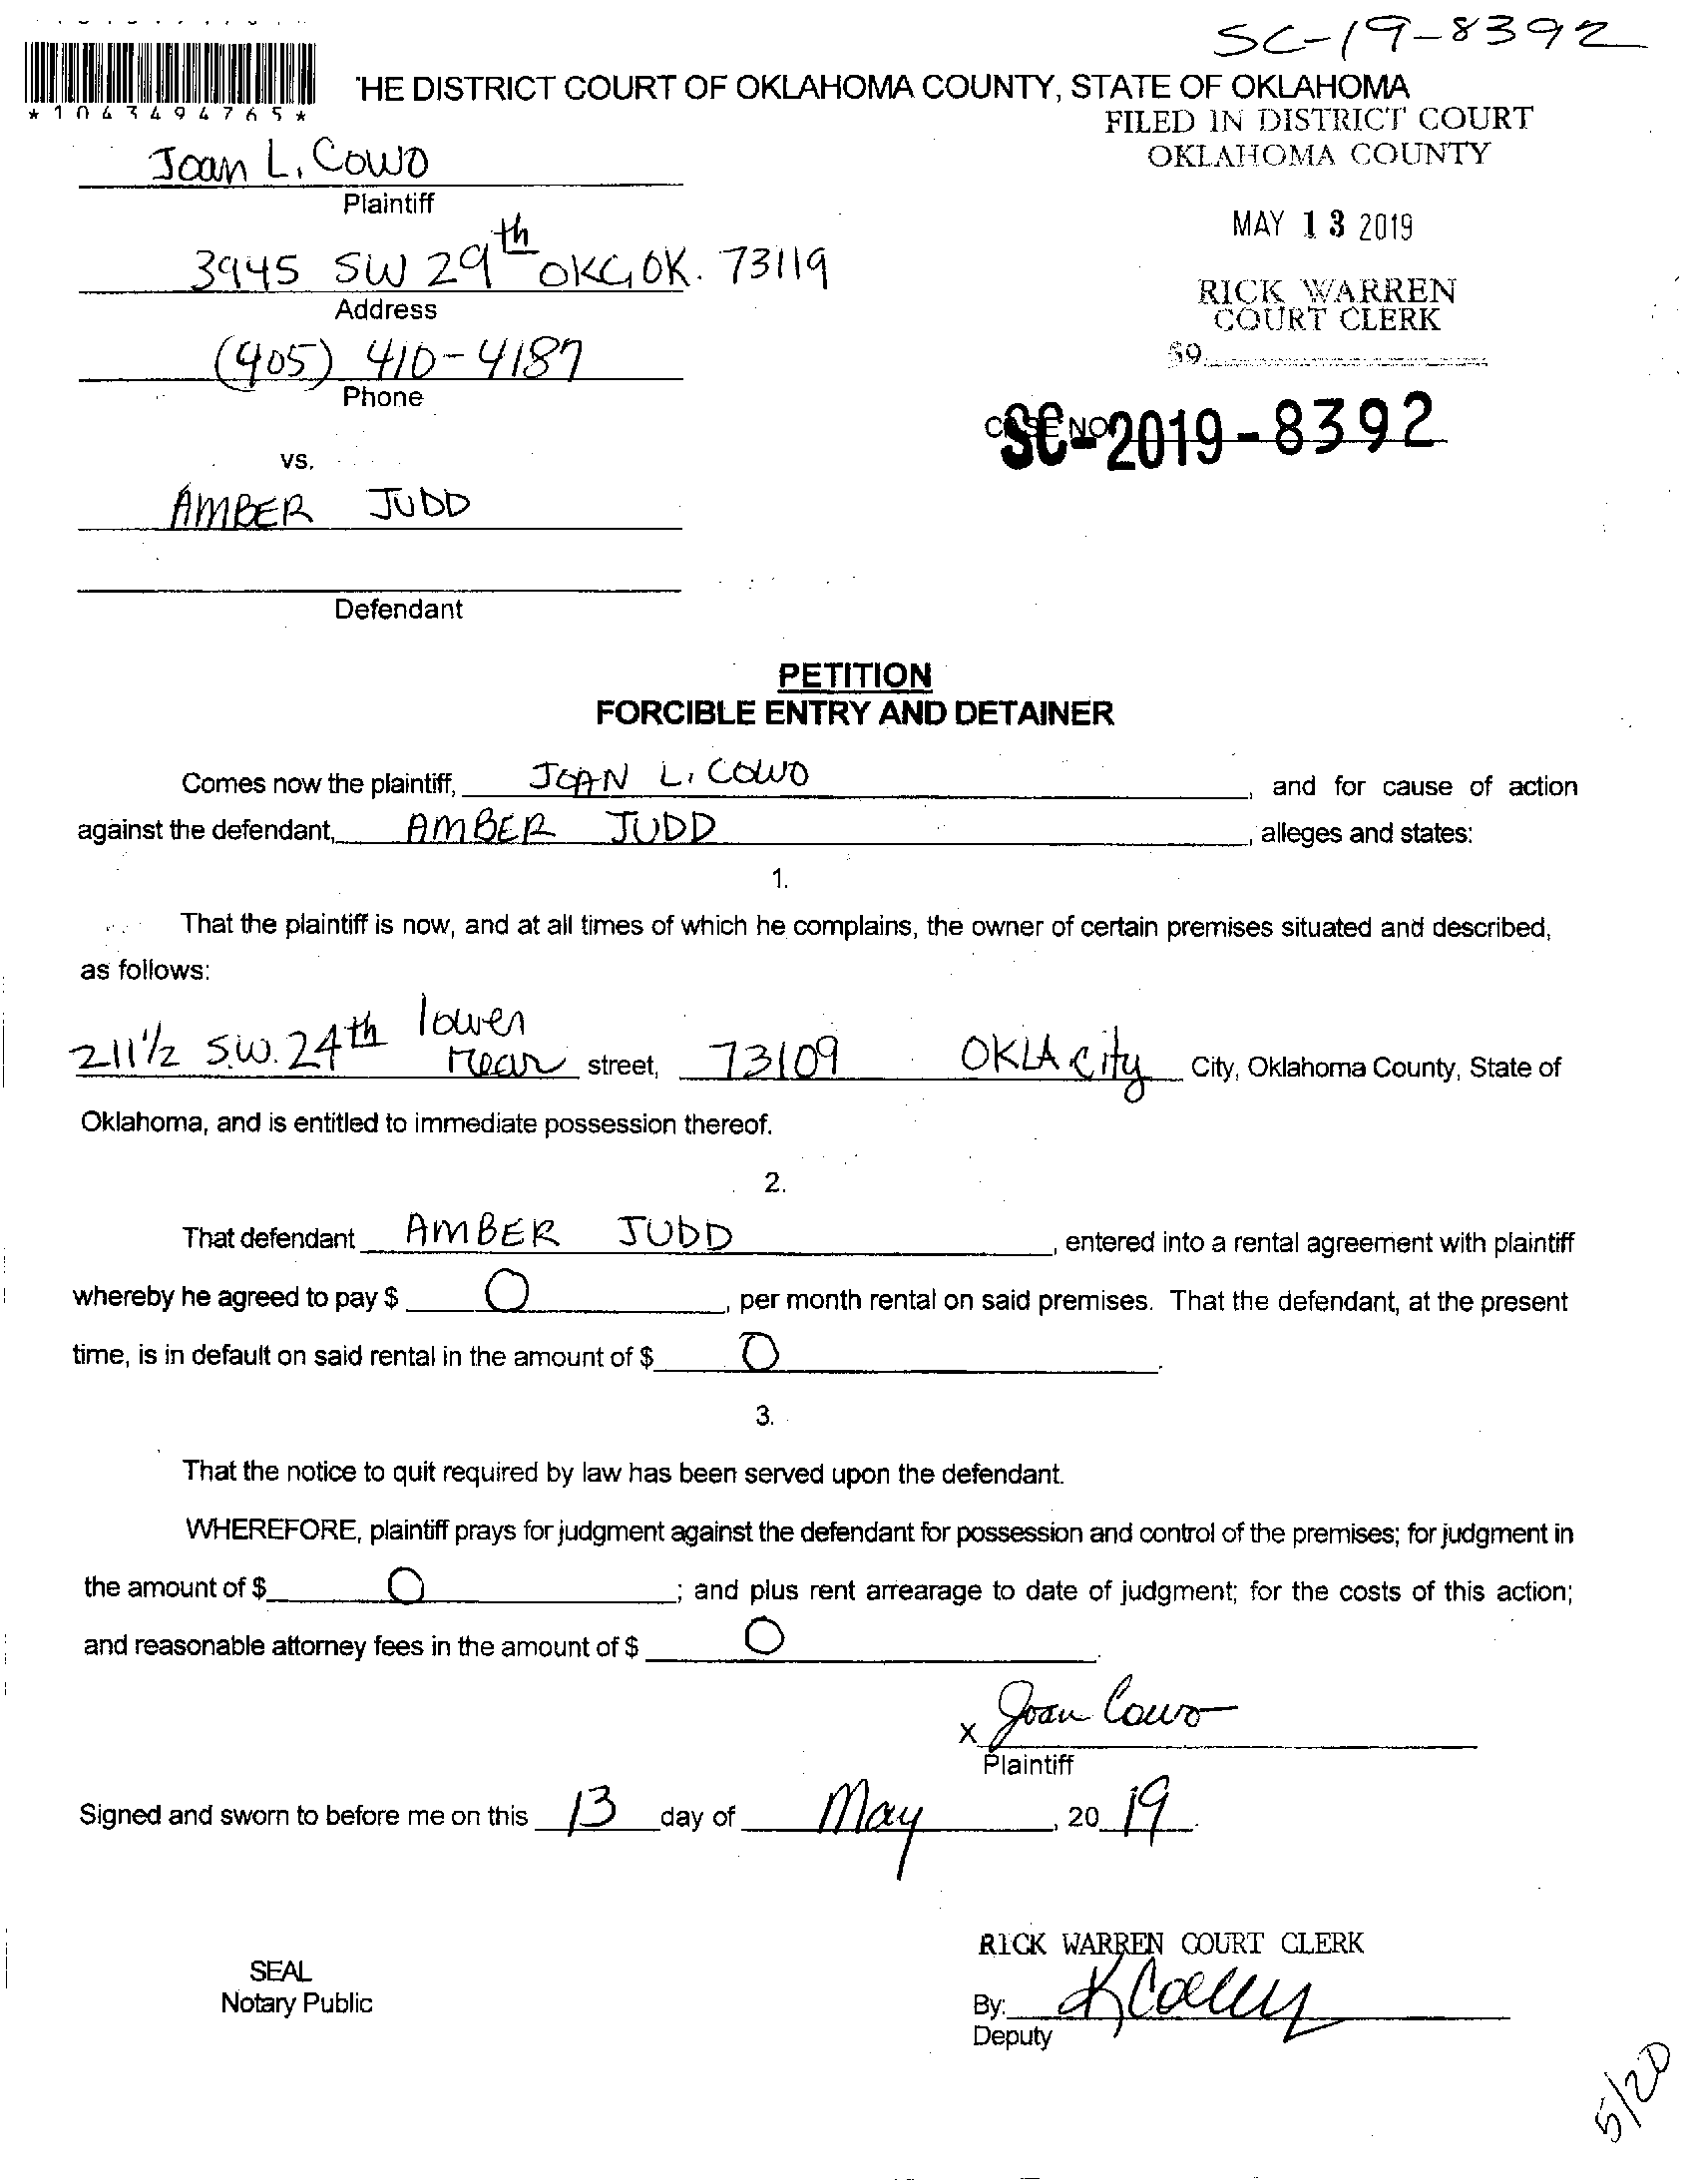 SC-19-8392
*1043494765*
'HE DISTRICT COURT OF OKLAHOMA COUNTY, STATE OF OKLAHOMA
FILED IN DISTRICT COURT
OKLAHOMA COUNTY
Joan L. Cowo
Plaintiff
MAY 13 2019
3945 SW 29th OKC, OK. 73119
Address
RICK WARREN
COURT CLERK
(405) 410-4187
Phone
59
CASE NO
SC-2019-8392
vs.
AMBER JUDD
Defendant
PETITION
FORCIBLE ENTRY AND DETAINER
Comes now the plaintiff, JOAN L. COWO, and for cause of action
against the defendant, AMBER JUDD, alleges and states:
1.
That the plaintiff is now, and at all times of which he complains, the owner of certain premises situated and described,
as follows:
211 1/2 S.W. 24th lower rear street, 73109 OKLA City City, Oklahoma County, State of
Oklahoma, and is entitled to immediate possession thereof.
2.
That defendant AMBER JUDD, entered into a rental agreement with plaintiff
whereby he agreed to pay $ 0, per month rental on said premises. That the defendant, at the present
time, is in default on said rental in the amount of $ 0.
3.
That the notice to quit required by law has been served upon the defendant.
WHEREFORE, plaintiff prays for judgment against the defendant for possession and control of the premises; for judgment in
the amount of $ 0; and plus rent arrearage to date of judgment; for the costs of this action;
and reasonable attorney fees in the amount of $ 0.
x Joan Cowo
Plaintiff
Signed and sworn to before me on this 13 day of May, 20 19.
RICK WARREN COURT CLERK
SEAL
Notary Public
By:
Deputy
5/20